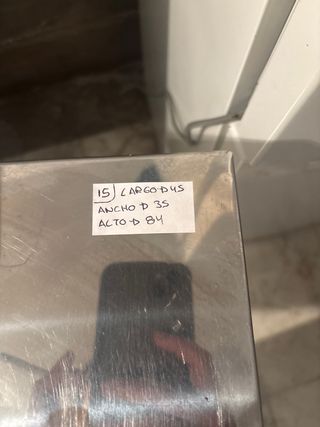 15) LARGO-D 45
ANCHO-D 35
ALTO-D 84